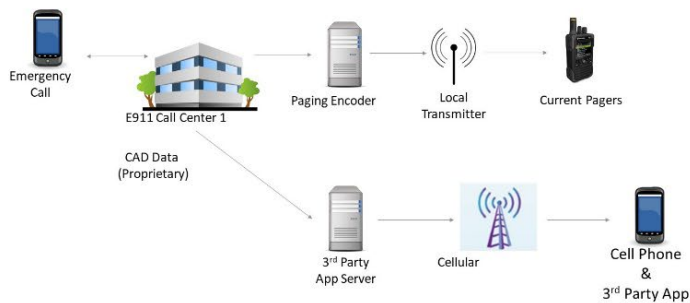 Emergency
Call
E911 Call Center 1
Paging Encoder
Local
Transmitter
Current Pagers
CAD Data
(Proprietary)
3rd Party
App Server
Cellular
Cell Phone
&
3rd Party App